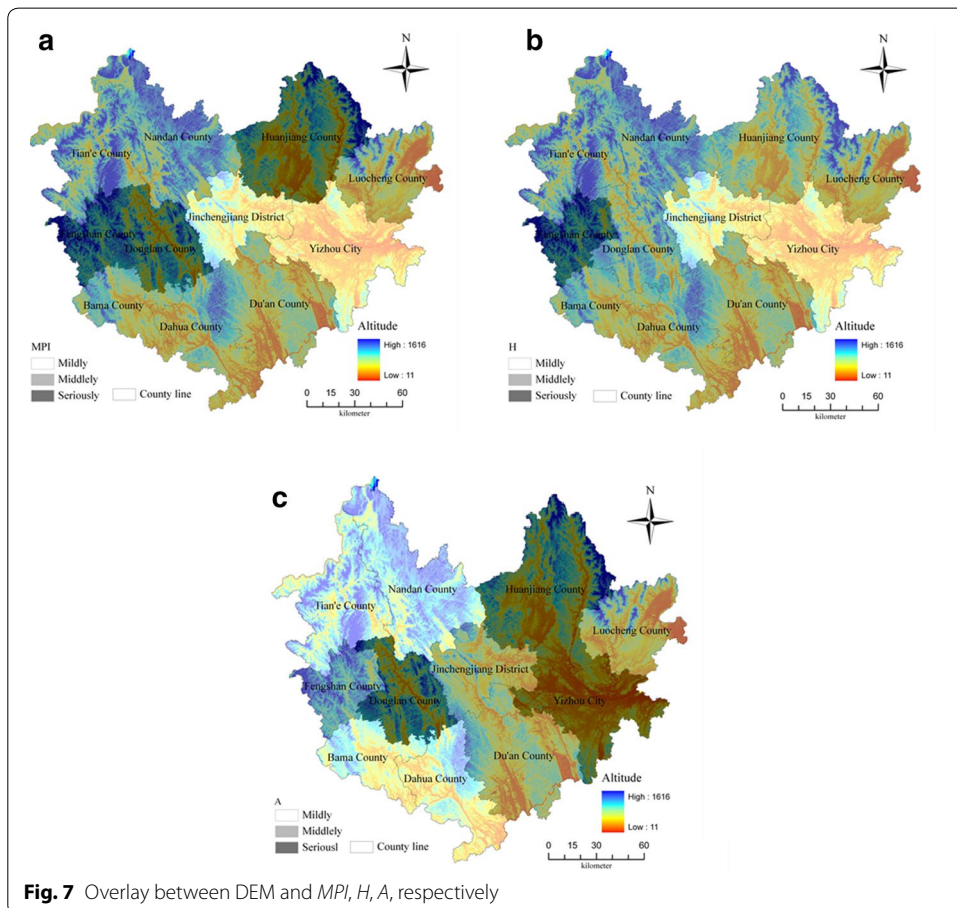 a
N
Nandan County
Huanjiang County
Tian'e County
Luocheng County
Jinchengjiang District
Fengshan County
Donglan County
Yizhou City
Bama County
Du'an County
Dahua County
MPI
Mildly
Middlely
Seriously
County line
Altitude
High : 1616
Low : 11
0 15 30 60
kilometer
b
N
Nandan County
Huanjiang County
Tian'e County
Luocheng County
Jinchengjiang District
Fengshan County
Donglan County
Yizhou City
Bama County
Du'an County
Dahua County
H
Mildly
Middlely
Seriously
County line
Altitude
High : 1616
Low : 11
0 15 30 60
kilometer
c
N
Nandan County
Huanjiang County
Tian'e County
Luocheng County
Jinchengjiang District
Fengshan County
Donglan County
Yizhou City
Bama County
Du'an County
Dahua County
A
Mildly
Middlely
Seriousl
County line
Altitude
High : 1616
Low : 11
0 15 30 60
kilometer
Fig. 7 Overlay between DEM and MPI, H, A, respectively